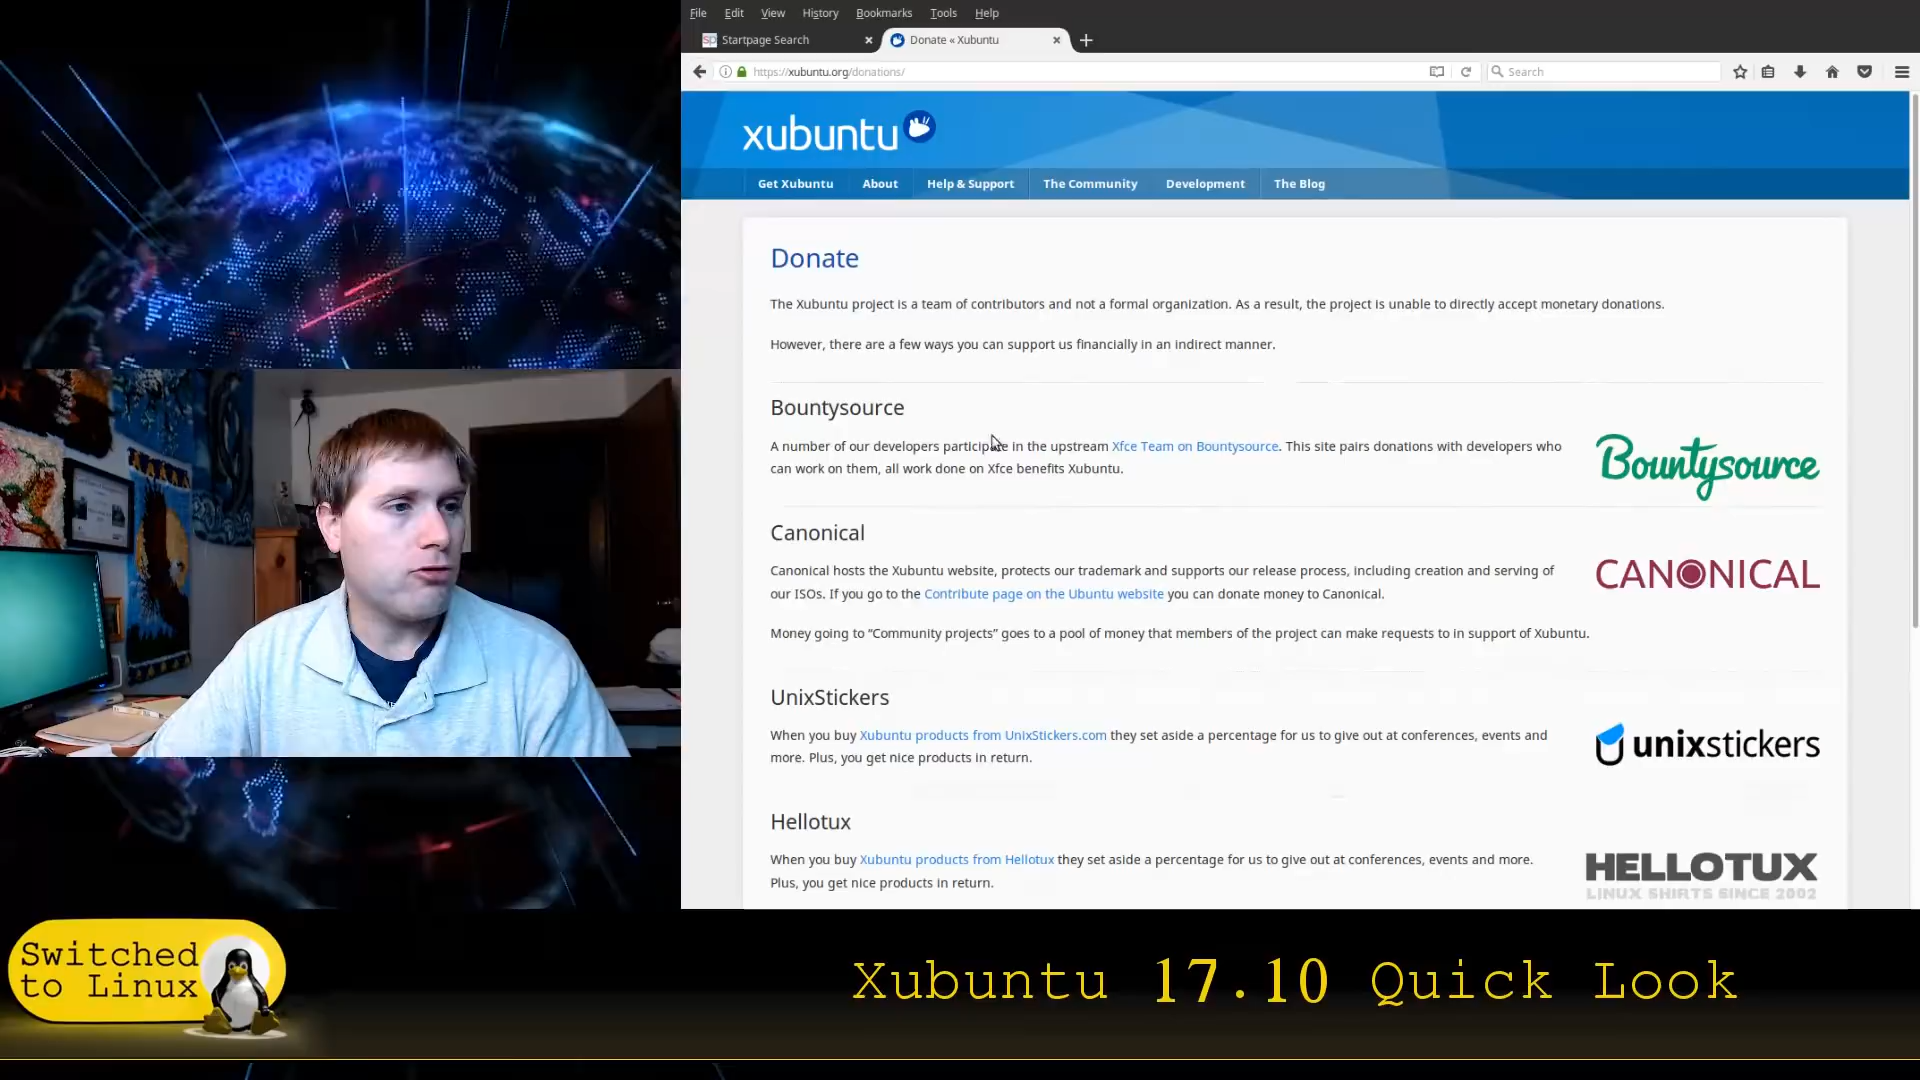 File Edit View History Bookmarks Tools Help
Startpage Search
Donate « Xubuntu
https://xubuntu.org/donations/
Search
xubuntu
Get Xubuntu About Help & Support The Community Development The Blog
Donate
The Xubuntu project is a team of contributors and not a formal organization. As a result, the project is unable to directly accept monetary donations.
However, there are a few ways you can support us financially in an indirect manner.
Bountysource
A number of our developers participate in the upstream Xfce Team on Bountysource. This site pairs donations with developers who
can work on them, all work done on Xfce benefits Xubuntu.
Bountysource
Canonical
Canonical hosts the Xubuntu website, protects our trademark and supports our release process, including creation and serving of
our ISOs. If you go to the Contribute page on the Ubuntu website you can donate money to Canonical.
CANONICAL
Money going to “Community projects” goes to a pool of money that members of the project can make requests to in support of Xubuntu.
UnixStickers
When you buy Xubuntu products from UnixStickers.com they set aside a percentage for us to give out at conferences, events and
more. Plus, you get nice products in return.
unixstickers
Hellotux
When you buy Xubuntu products from Hellotux they set aside a percentage for us to give out at conferences, events and more.
Plus, you get nice products in return.
HELLOTUX
LINUX SHIRTS SINCE 2002
Switched
to Linux
Xubuntu 17.10 Quick Look